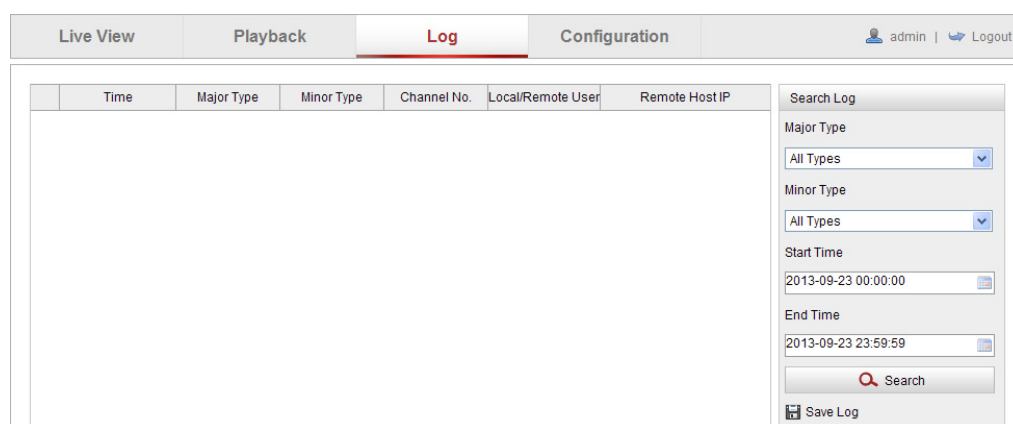 Live View Playback Log Configuration admin | Logout
Time Major Type Minor Type Channel No. Local/Remote User Remote Host IP
Search Log
Major Type
All Types
Minor Type
All Types
Start Time
2013-09-23 00:00:00
End Time
2013-09-23 23:59:59
Search
Save Log